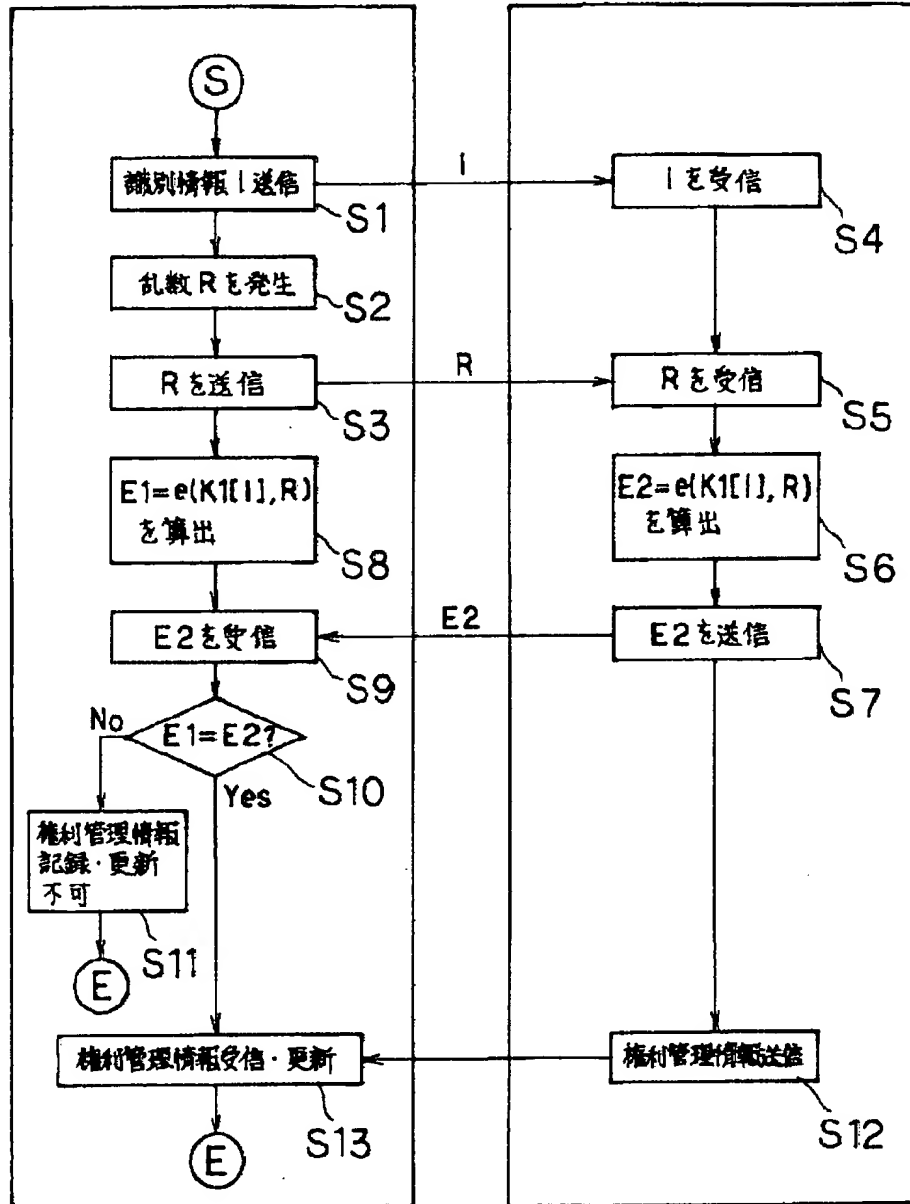 S
識別情報I送信
S1
I
Iを受信
S4
乱数Rを発生
S2
Rを送信
S3
R
Rを受信
S5
E1=e(K1[I],R)
を算出
S8
E2=e(K1[I],R)
を算出
S6
E2を受信
S9
E2
E2を送信
S7
No
E1=E2?
S10
Yes
権利管理情報
記録・更新
不可
S11
E
権利管理情報受信・更新
S13
権利管理情報送信
S12
E